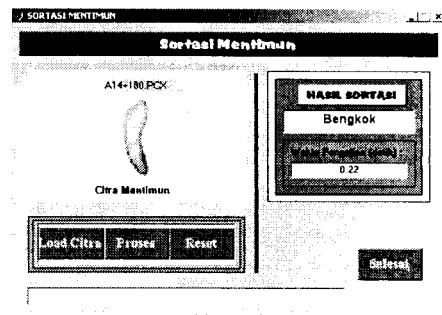 SORTASI MENTIMUN
Sortasi Mentimun
A14-180.PCX
Citra Mentimun
Load Citra
Proses
Reset
HASIL SORTASI
Bengkok
0.22
Selesai